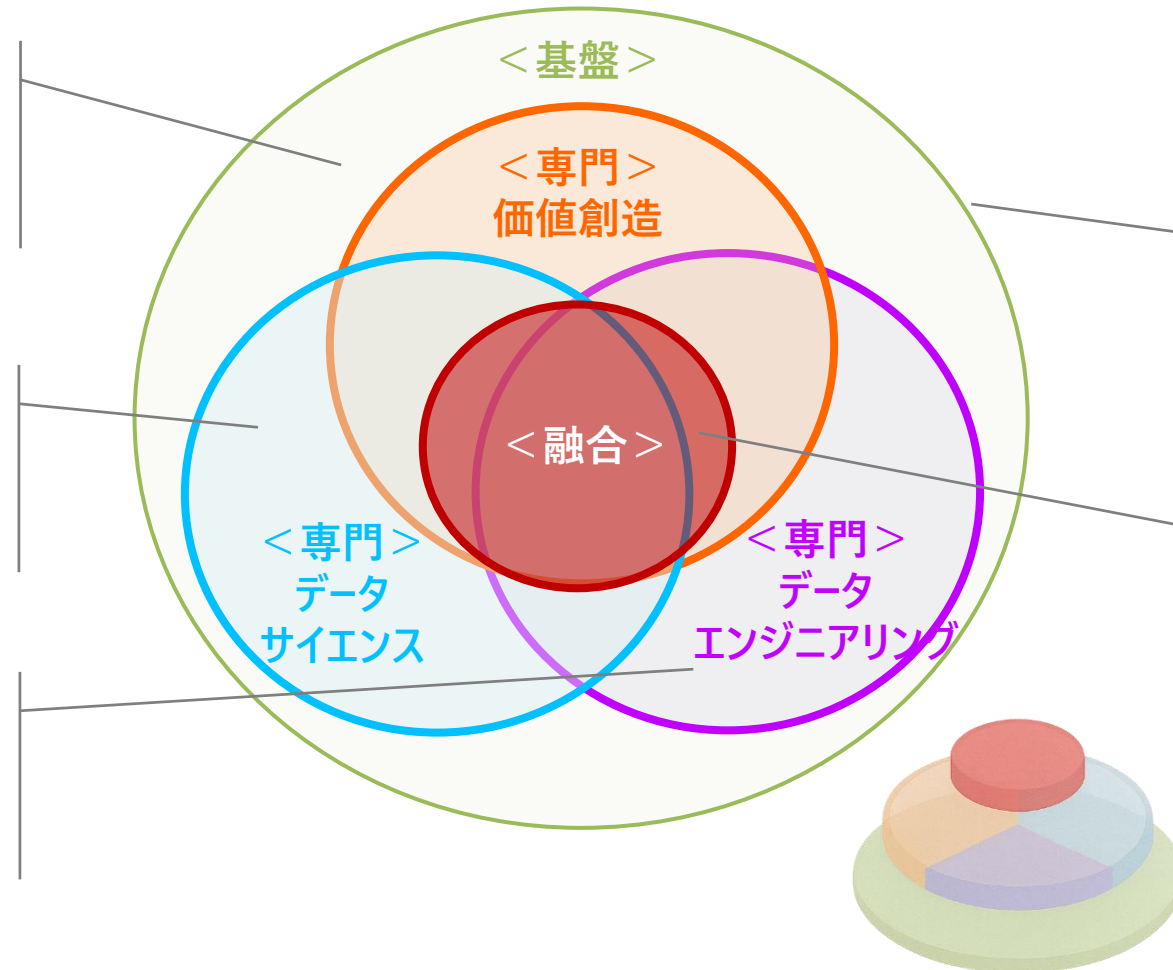 ＜基盤＞
＜専門＞
価値創造
＜融合＞
＜専門＞
データ
サイエンス
＜専門＞
データ
エンジニアリング